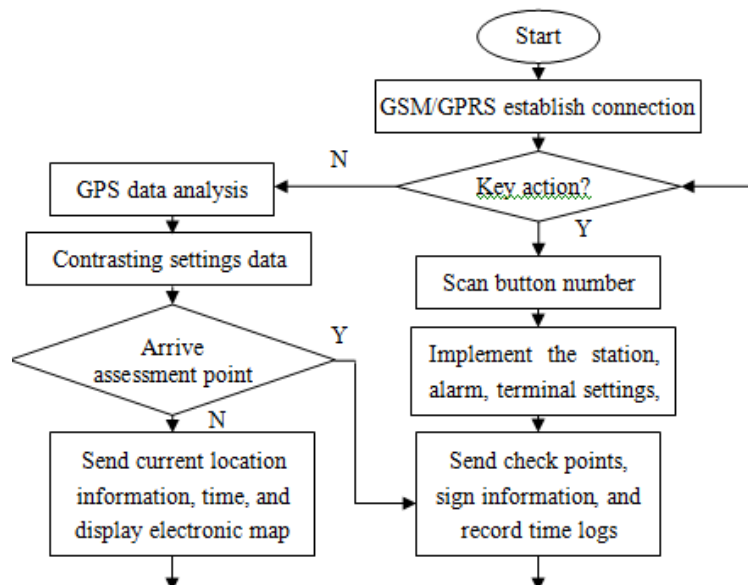 Start
GSM/GPRS establish connection
N
Key action?
GPS data analysis
Y
Contrasting settings data
Scan button number
Y
Arrive
assessment point
Implement the station,
alarm, terminal settings,
N
Send current location
information, time, and
display electronic map
Send check points,
sign information, and
record time logs